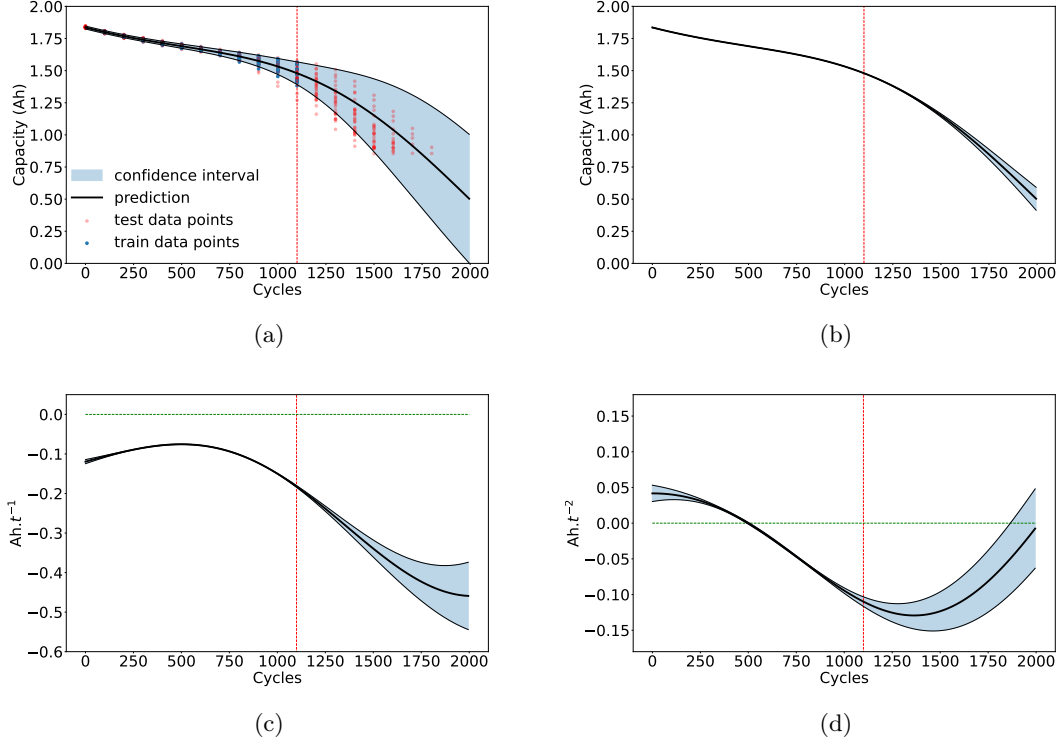 2.00
1.75
1.50
1.25
1.00
0.75
0.50
0.25
0.00
Capacity (Ah)
confidence interval
prediction
test data points
train data points
0 250 500 750 1000 1250 1500 1750 2000
Cycles
(a)
2.00
1.75
1.50
1.25
1.00
0.75
0.50
0.25
0.00
Capacity (Ah)
0 250 500 750 1000 1250 1500 1750 2000
Cycles
(b)
0.0
−0.1
−0.2
−0.3
−0.4
−0.5
−0.6
Ah.t⁻¹
0 250 500 750 1000 1250 1500 1750 2000
Cycles
(c)
0.15
0.10
0.05
0.00
−0.05
−0.10
−0.15
Ah.t⁻²
0 250 500 750 1000 1250 1500 1750 2000
Cycles
(d)